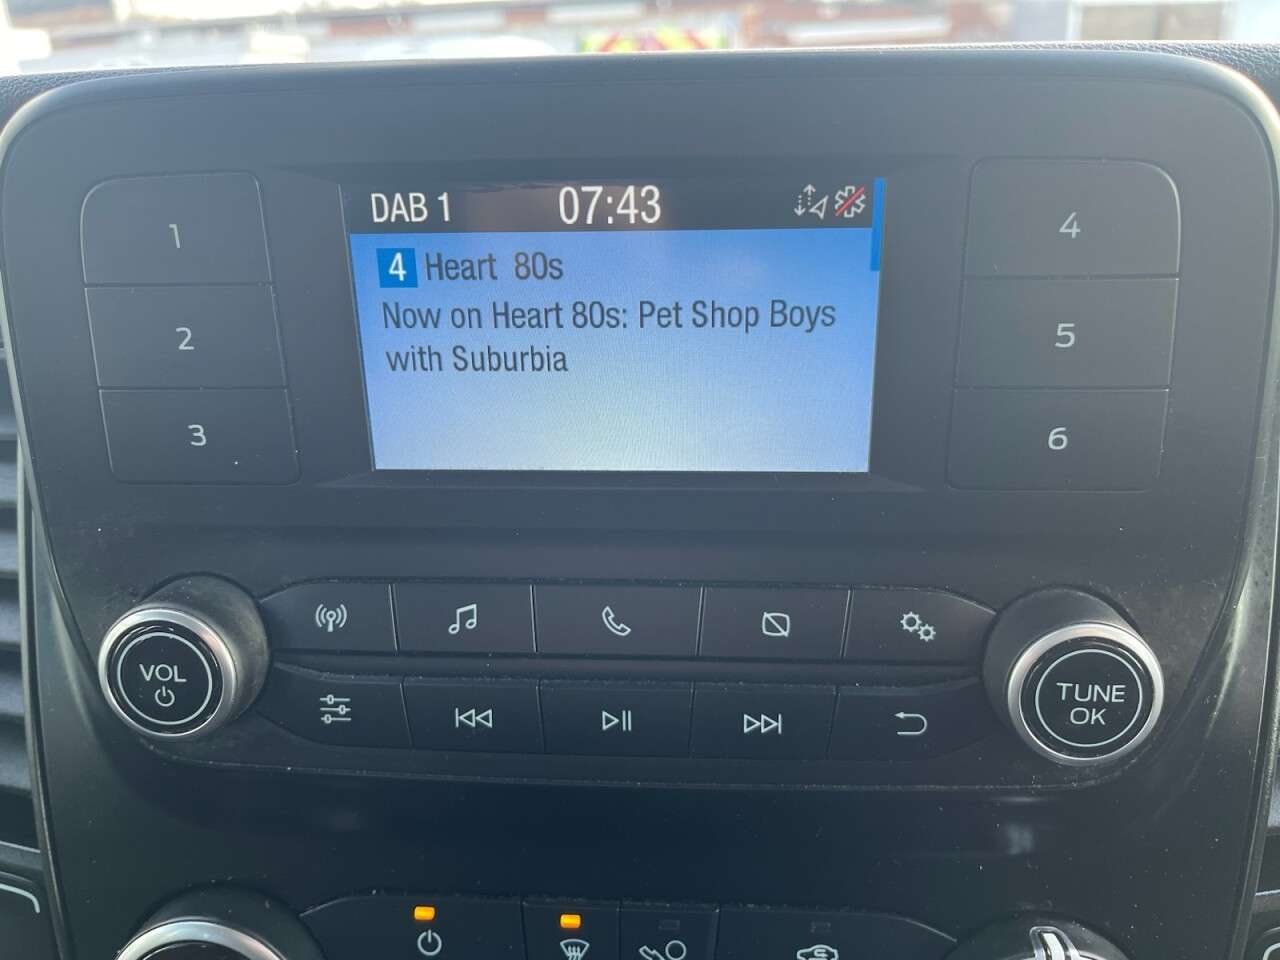 DAB 1 07:43
4 Heart 80s
Now on Heart 80s: Pet Shop Boys
with Suburbia
1
2
3
4
5
6
VOL
TUNE
OK